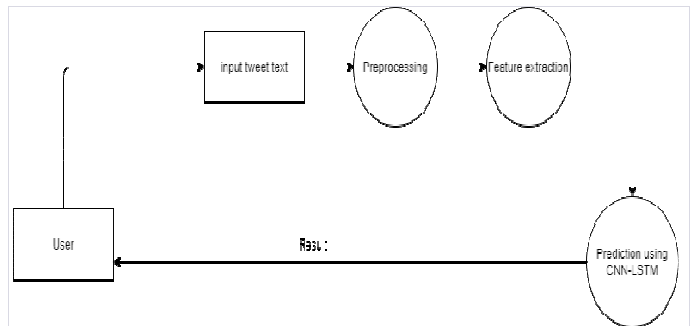 input tweet text
Preprocessing
Feature extraction
User
Prediction using
CNN-LSTM